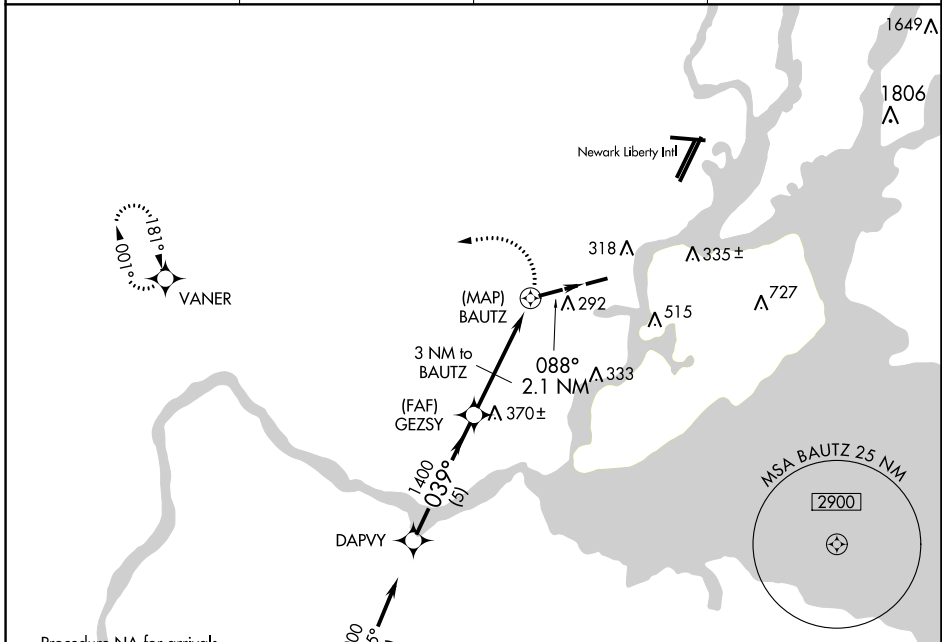 1649
1806
Newark Liberty Intl
181°
001°
VANER
318
335±
(MAP)
BAUTZ
292
727
515
3 NM to
BAUTZ
088°
2.1 NM
333
(FAF)
GEZSY
370±
1400
039°
(5)
MSA BAUTZ 25 NM
2900
DAPVY
Procedure NA for arrivals